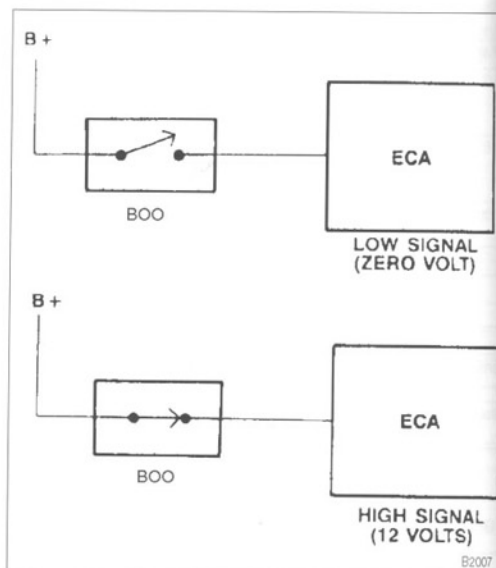 B +
ECA
BOO
LOW SIGNAL
(ZERO VOLT)
B +
ECA
BOO
HIGH SIGNAL
(12 VOLTS)
B2007